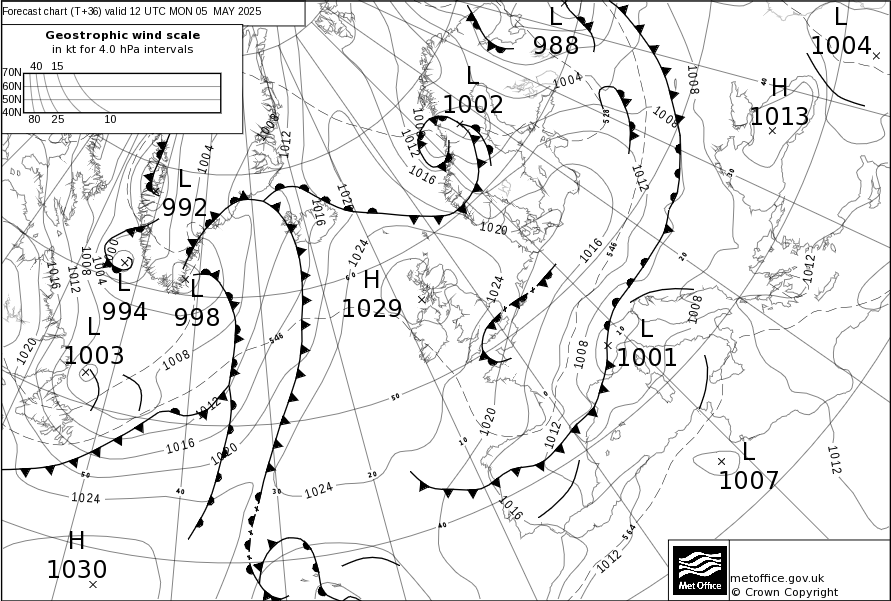 Forecast chart (T+36) valid 12 UTC MON 05 MAY 2025
Geostrophic wind scale
in kt for 4.0 hPa intervals
40 15
70N
60N
50N
40N
80 25 10
L
988
L
1004
L
1002
H
1013
L
992
L
994
L
998
H
1029
L
1003
L
1001
L
1007
H
1030
1004
1008
1008
1012
1016
1012
1004
1008
1012
1016
1020
1020
1024
1024
1016
1012
1008
1008
1012
1016
1012
1008
1004
1020
1008
1012
1016
1020
1024
1024
1020
1012
1016
1012
1012
528
546
546
564
40
30
20
10
0
10
20
30
40
50
50
60
40
metoffice.gov.uk
© Crown Copyright
Met Office